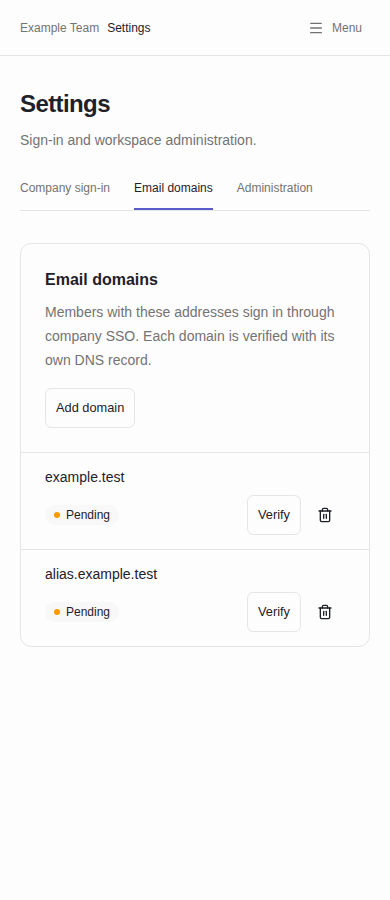 Example Team Settings
Menu
Settings
Sign-in and workspace administration.
Company sign-in
Email domains
Administration
Email domains
Members with these addresses sign in through
company SSO. Each domain is verified with its
own DNS record.
Add domain
example.test
Pending
Verify
alias.example.test
Pending
Verify